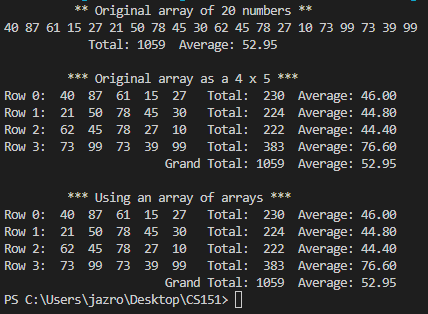 ** Original array of 20 numbers **
40 87 61 15 27 21 50 78 45 30 62 45 78 27 10 73 99 73 39 99
Total: 1059 Average: 52.95
*** Original array as a 4 x 5 ***
Row 0: 40 87 61 15 27 Total: 230 Average: 46.00
Row 1: 21 50 78 45 30 Total: 224 Average: 44.80
Row 2: 62 45 78 27 10 Total: 222 Average: 44.40
Row 3: 73 99 73 39 99 Total: 383 Average: 76.60
Grand Total: 1059 Average: 52.95
*** Using an array of arrays ***
Row 0: 40 87 61 15 27 Total: 230 Average: 46.00
Row 1: 21 50 78 45 30 Total: 224 Average: 44.80
Row 2: 62 45 78 27 10 Total: 222 Average: 44.40
Row 3: 73 99 73 39 99 Total: 383 Average: 76.60
Grand Total: 1059 Average: 52.95
PS C:\Users\jazro\Desktop\CS151>